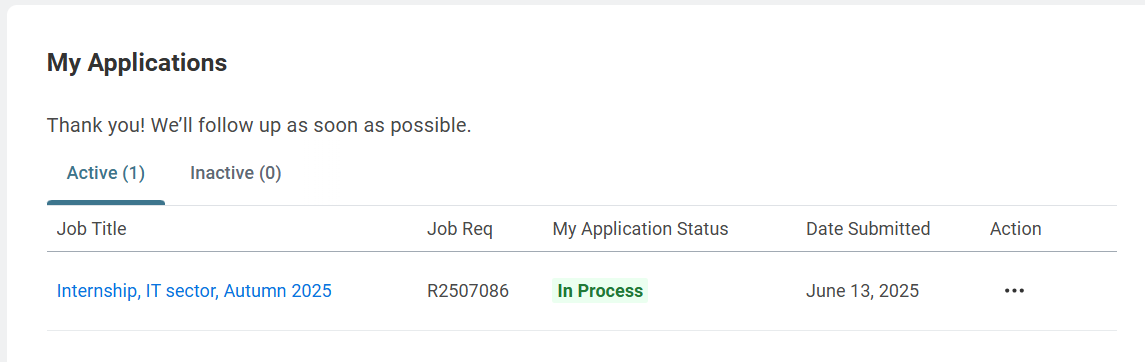 My Applications
Thank you! We’ll follow up as soon as possible.
Active (1) Inactive (0)
Job Title Job Req My Application Status Date Submitted Action
Internship, IT sector, Autumn 2025 R2507086 In Process June 13, 2025 ...